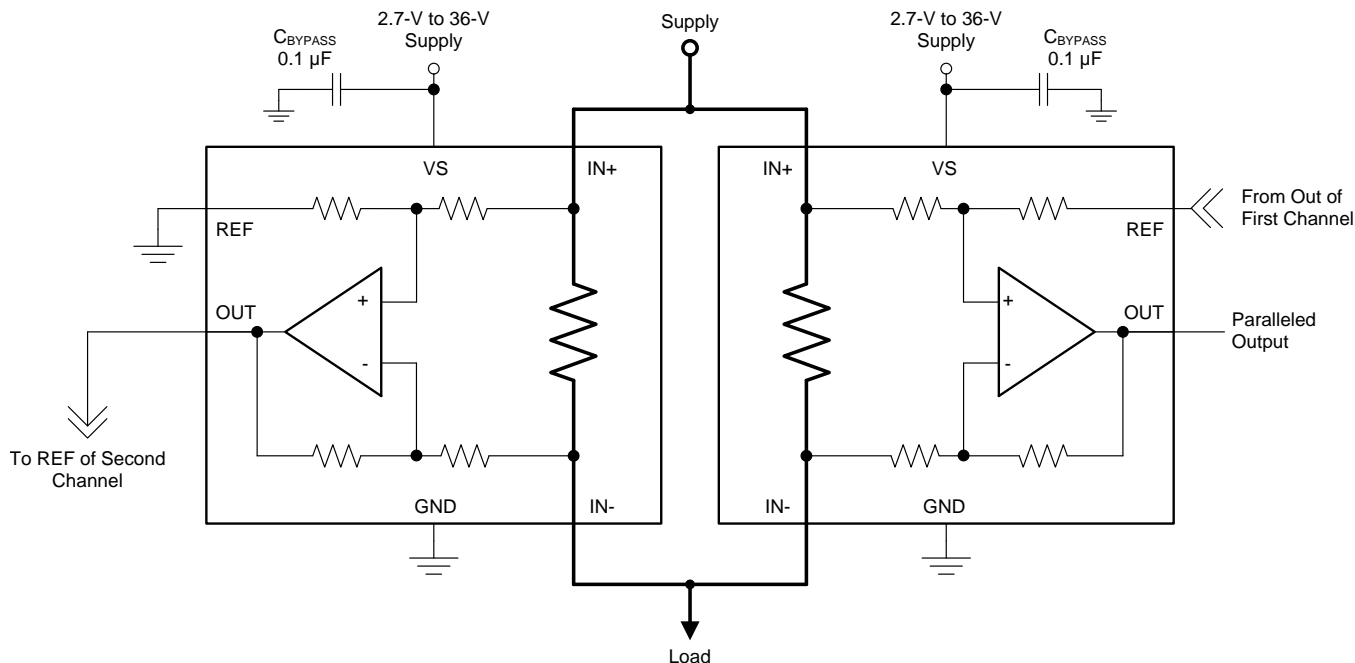 2.7-V to 36-V
Supply
CBYPASS
0.1 µF
Supply
2.7-V to 36-V
Supply
CBYPASS
0.1 µF
VS
IN+
REF
OUT
+
-
GND
IN-
To REF of Second
Channel
IN+
VS
REF
From Out of
First Channel
+
-
OUT
Paralleled
Output
IN-
GND
Load